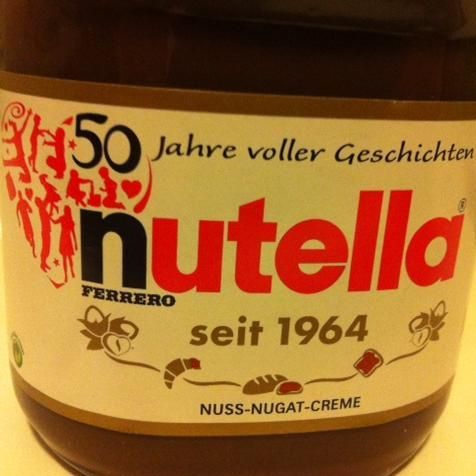 50 Jahre voller Geschichten
nutella®
FERRERO
seit 1964
NUSS-NUGAT-CREME